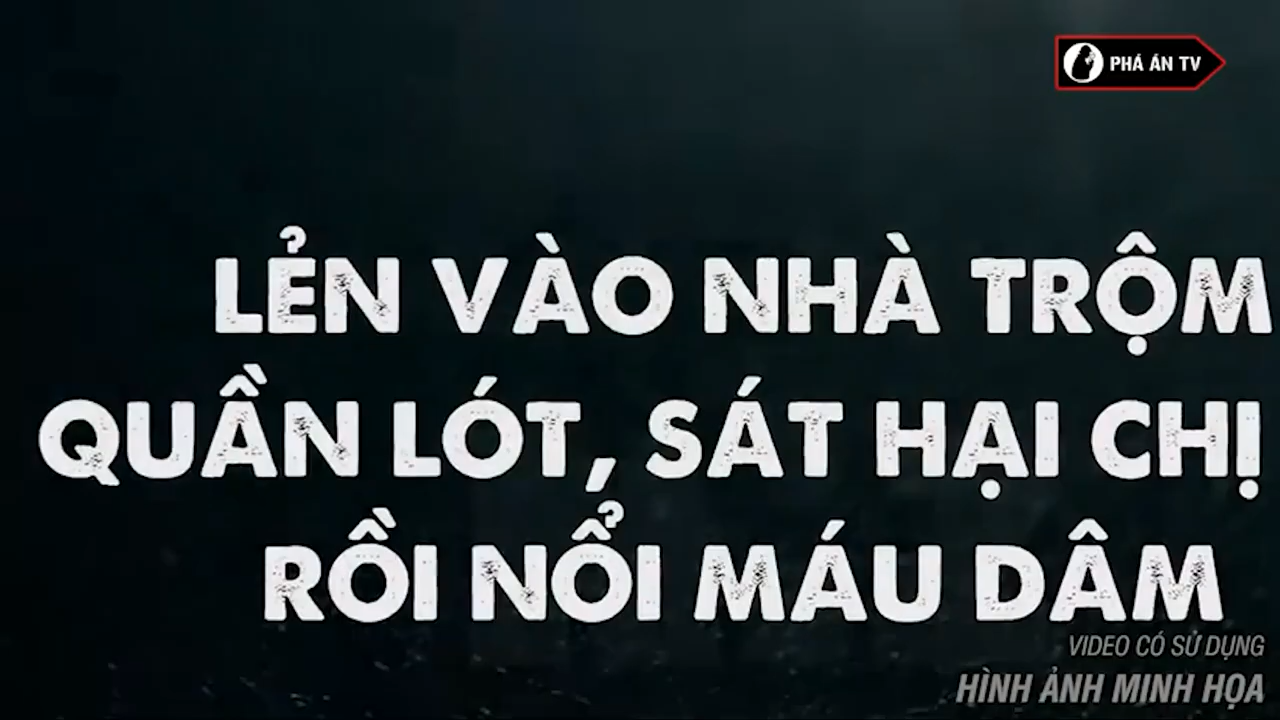 PHÁ ÁN TV
LẺN VÀO NHÀ TRỘM
QUẦN LÓT, SÁT HẠI CHỊ
RỒI NỔI MÁU DÂM
VIDEO CÓ SỬ DỤNG
HÌNH ẢNH MINH HỌA